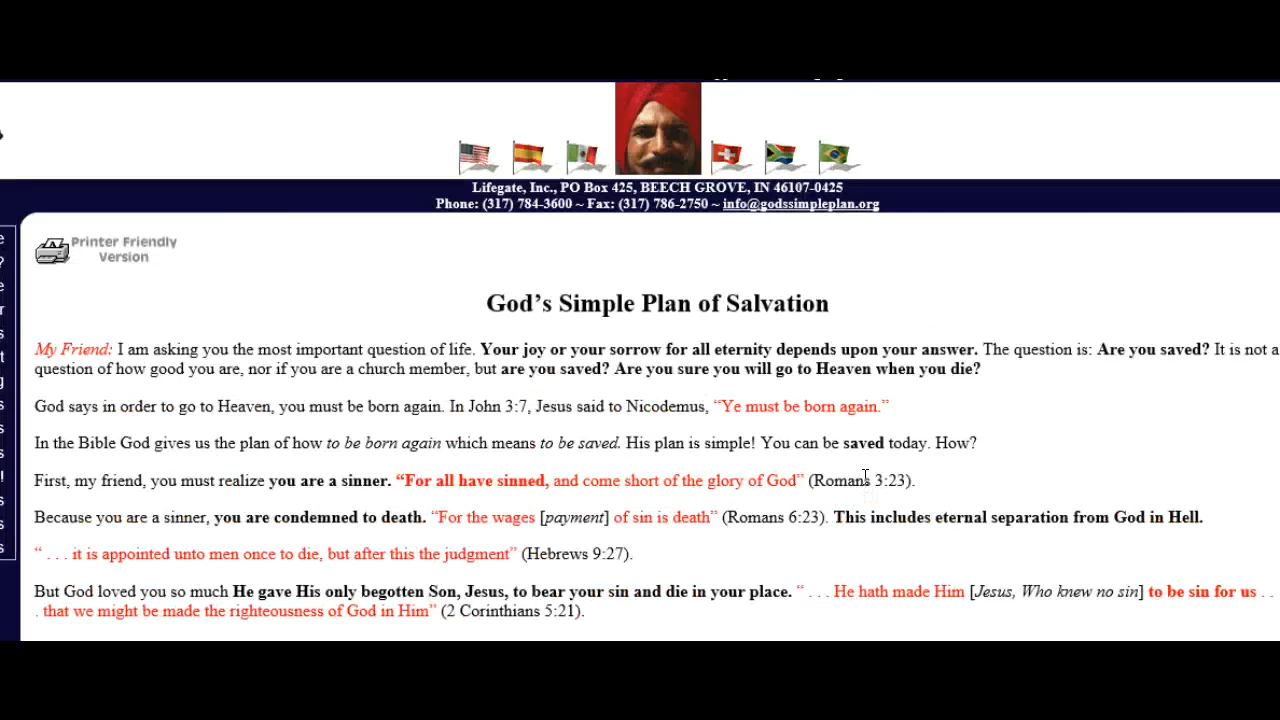 Lifegate, Inc., PO Box 425, BEECH GROVE, IN 46107-0425
Phone: (317) 784-3600 ~ Fax: (317) 786-2750 ~ info@godssimpleplan.org
Printer Friendly
Version
God’s Simple Plan of Salvation
My Friend: I am asking you the most important question of life. Your joy or your sorrow for all eternity depends upon your answer. The question is: Are you saved? It is not a
question of how good you are, nor if you are a church member, but are you saved? Are you sure you will go to Heaven when you die?
God says in order to go to Heaven, you must be born again. In John 3:7, Jesus said to Nicodemus, “Ye must be born again.”
In the Bible God gives us the plan of how to be born again which means to be saved. His plan is simple! You can be saved today. How?
First, my friend, you must realize you are a sinner. “For all have sinned, and come short of the glory of God” (Romans 3:23).
Because you are a sinner, you are condemned to death. “For the wages [payment] of sin is death” (Romans 6:23). This includes eternal separation from God in Hell.
“ . . . it is appointed unto men once to die, but after this the judgment” (Hebrews 9:27).
But God loved you so much He gave His only begotten Son, Jesus, to bear your sin and die in your place. “ . . . He hath made Him [Jesus, Who knew no sin] to be sin for us . .
. that we might be made the righteousness of God in Him” (2 Corinthians 5:21).